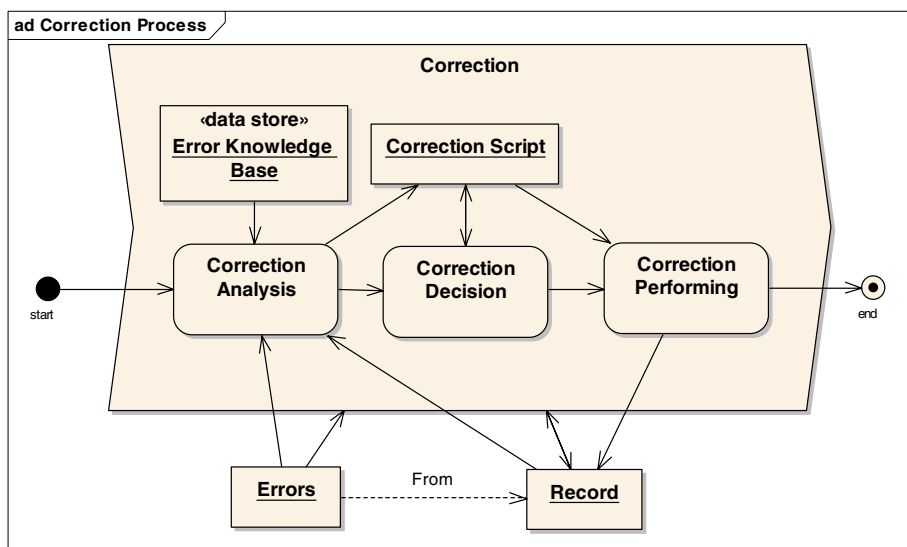 ad Correction Process
Correction
«data store»
Error Knowledge
Base
Correction Script
Correction
Analysis
Correction
Decision
Correction
Performing
start
end
Errors
From
Record